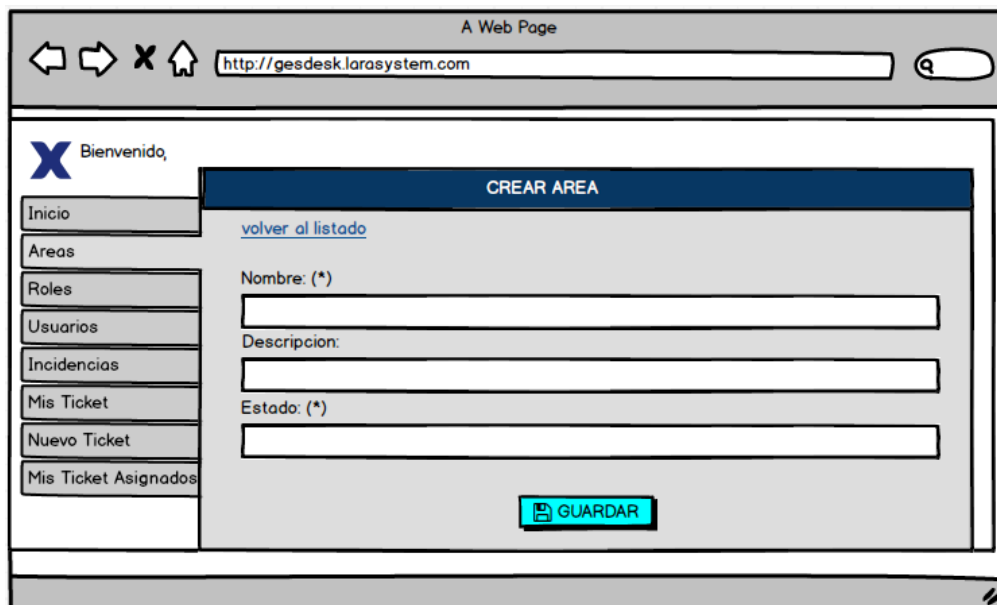 A Web Page
http://gesdesk.larasystem.com
Bienvenido,
CREAR AREA
Inicio
Areas
Roles
Usuarios
Incidencias
Mis Ticket
Nuevo Ticket
Mis Ticket Asignados
volver al listado
Nombre: (*)
Descripcion:
Estado: (*)
GUARDAR